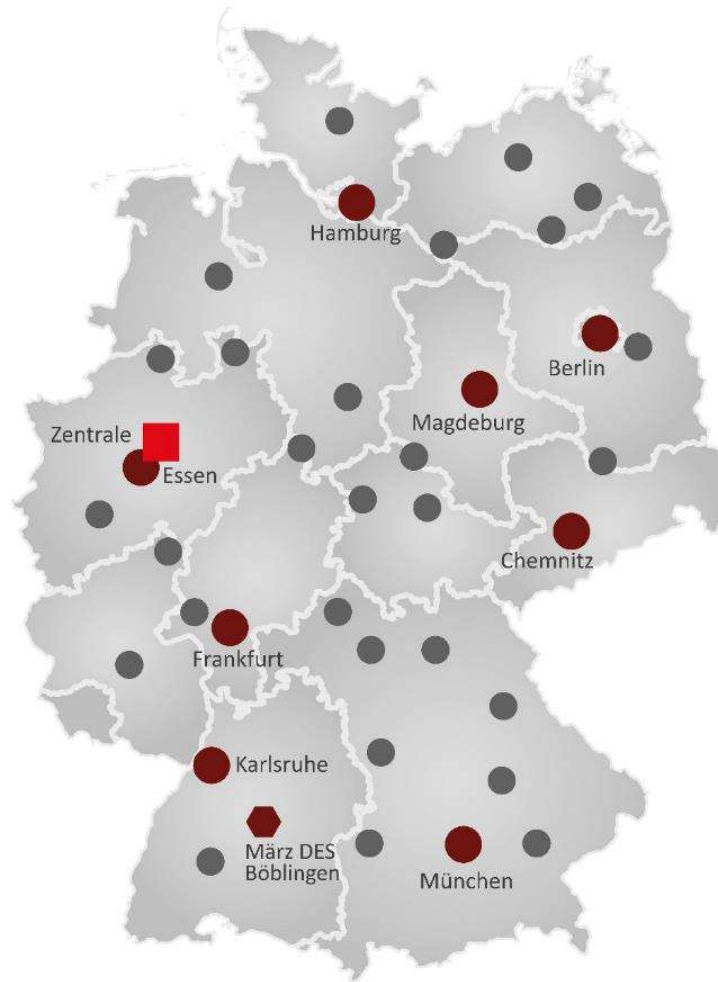 Hamburg
Berlin
Magdeburg
Zentrale
Essen
Chemnitz
Frankfurt
Karlsruhe
März DES
Böblingen
München